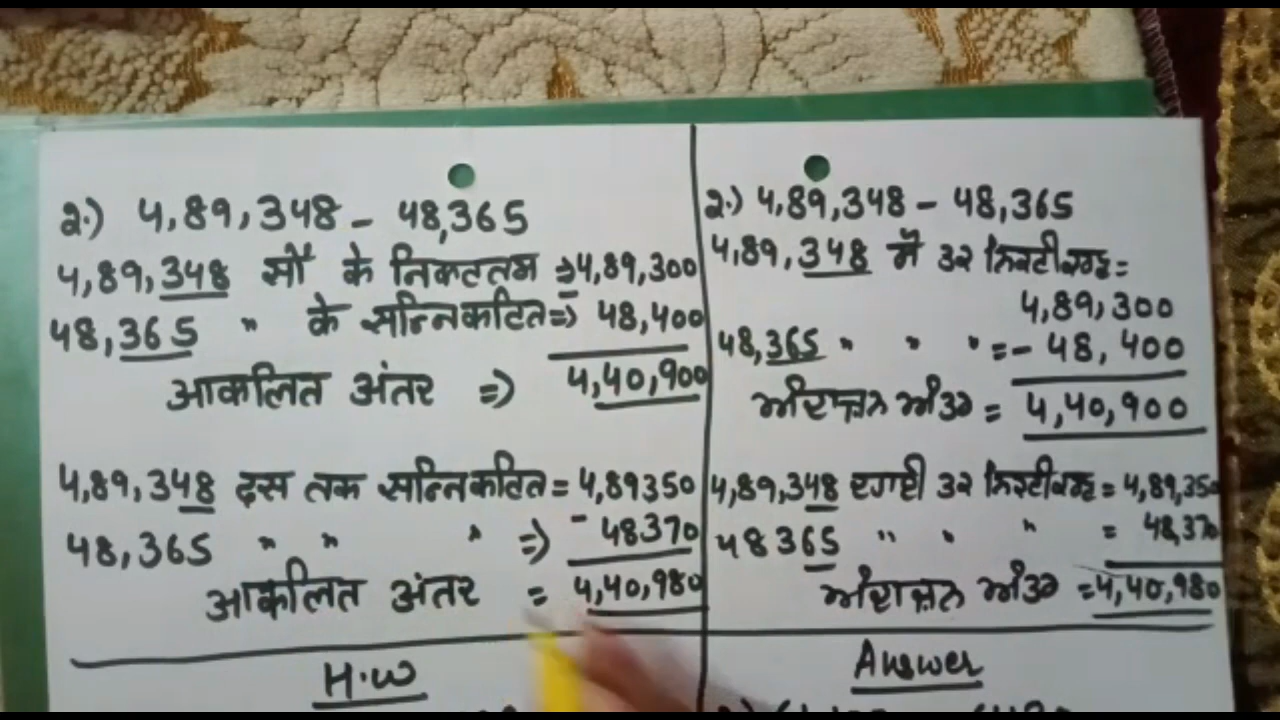 २.) 4,89,348 - 48,365
4,89,348 सौ के निकटतम => 4,89,300
48,365 " के सन्निकटित => - 48,400
आकलित अंतर => 4,40,900
4,89,348 दस तक सन्निकटित = 4,89350
48,365 " " " => - 48370
आकलित अंतर = 4,40,980
H.W
२.) 4,89,348 - 48,365
4,89,348 ਸੌ ਤੱਕ ਨਿਕਟੀਕਰਣ =
4,89,300
48,365 " " " = - 48,400
ਅੰਦਾਜ਼ਨ ਅੰਤਰ = 4,40,900
4,89,348 ਦਹਾਈ ਤੱਕ ਨਿਕਟੀਕਰਣ = 4,89,350
48365 " " " = 48,370
ਅੰਦਾਜ਼ਨ ਅੰਤਰ = 4,40,980
Answer